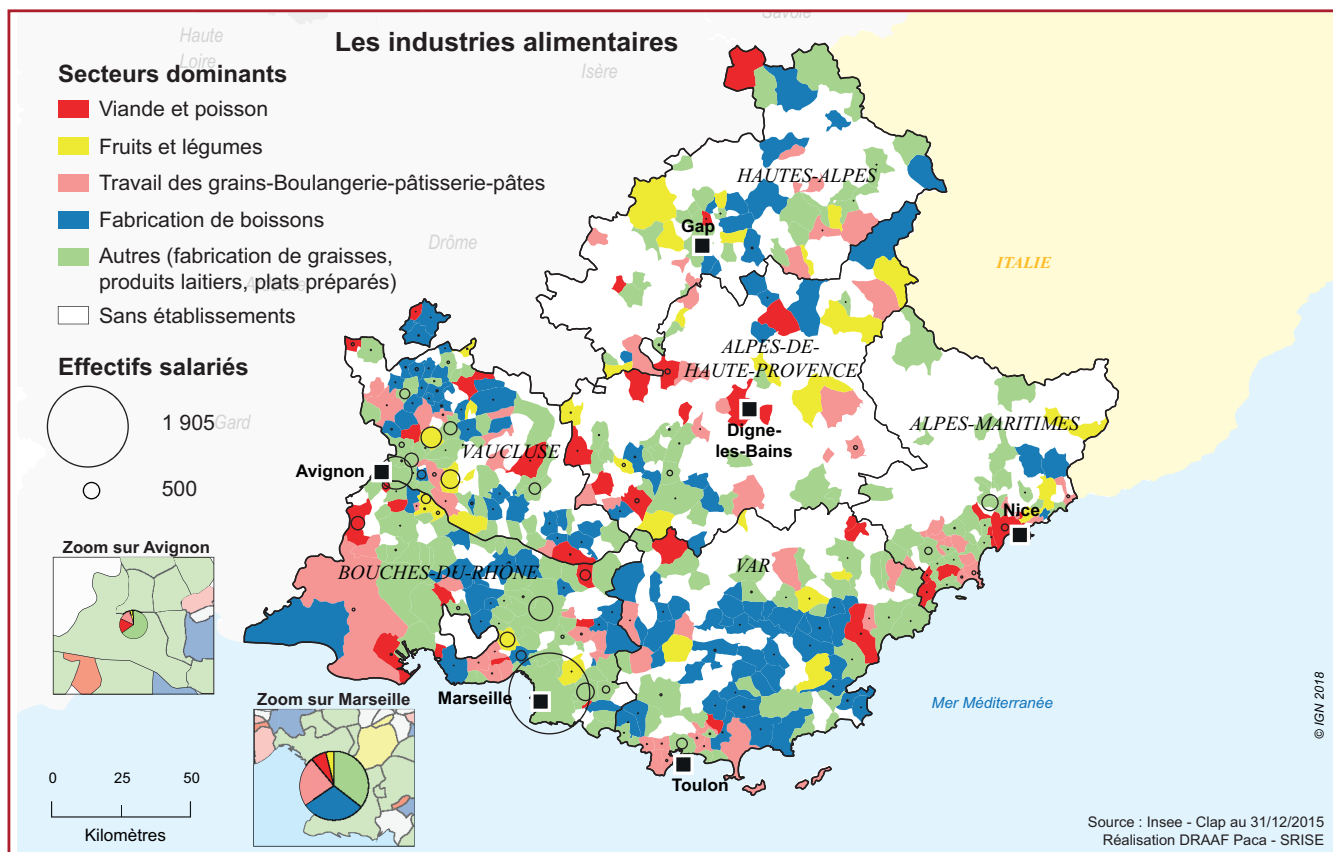 Les industries alimentaires
Savoie
Haute
Loire
Isère
Drôme
Gard
Secteurs dominants
Viande et poisson
Fruits et légumes
Travail des grains-Boulangerie-pâtisserie-pâtes
Fabrication de boissons
Autres (fabrication de graisses,
produits laitiers, plats préparés)
Sans établissements
Effectifs salariés
1 905
500
HAUTES-ALPES
Gap
ITALIE
ALPES-DE-
HAUTE-PROVENCE
Digne-
les-Bains
ALPES-MARITIMES
Nice
VAUCLUSE
Avignon
BOUCHES-DU-RHÔNE
VAR
Marseille
Toulon
Mer Méditerranée
Zoom sur Avignon
Zoom sur Marseille
0 25 50
Kilomètres
© IGN 2018
Source : Insee - Clap au 31/12/2015
Réalisation DRAAF Paca - SRISE